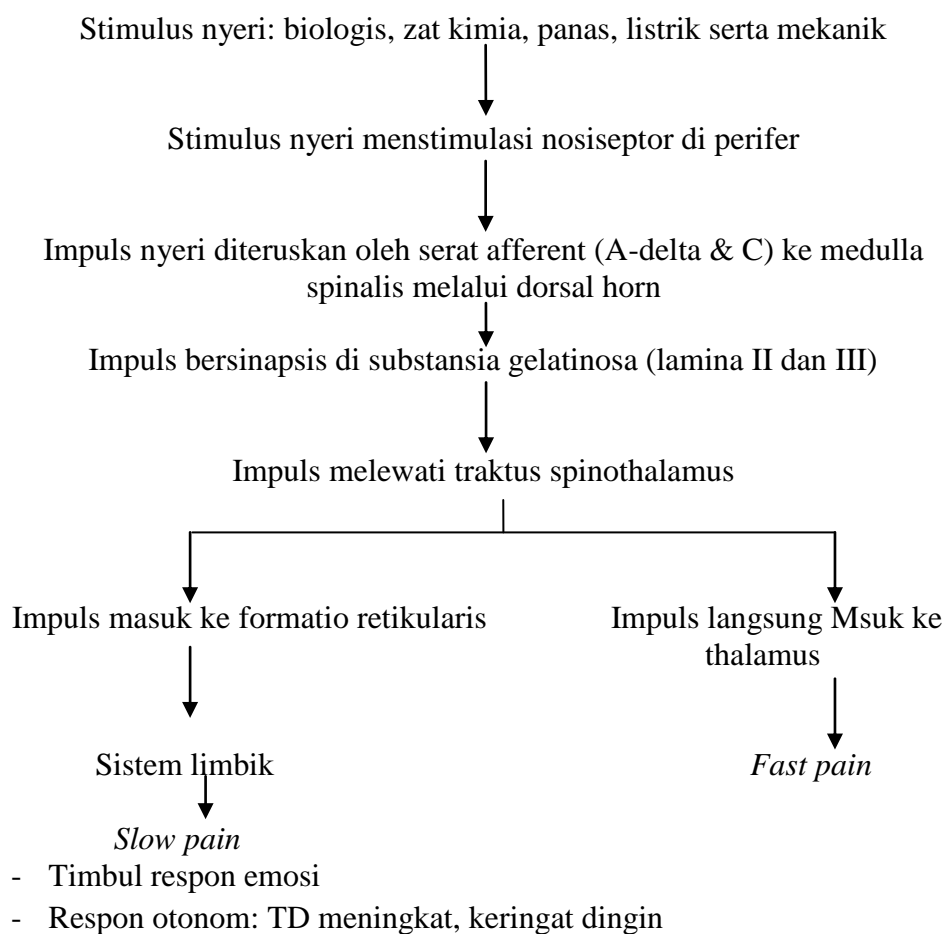 Stimulus nyeri: biologis, zat kimia, panas, listrik serta mekanik
Stimulus nyeri menstimulasi nosiseptor di perifer
Impuls nyeri diteruskan oleh serat afferent (A-delta & C) ke medulla
spinalis melalui dorsal horn
Impuls bersinapsis di substansia gelatinosa (lamina II dan III)
Impuls melewati traktus spinothalamus
Impuls masuk ke formatio retikularis
Impuls langsung Msuk ke
thalamus
Sistem limbik
Fast pain
Slow pain
- Timbul respon emosi
- Respon otonom: TD meningkat, keringat dingin